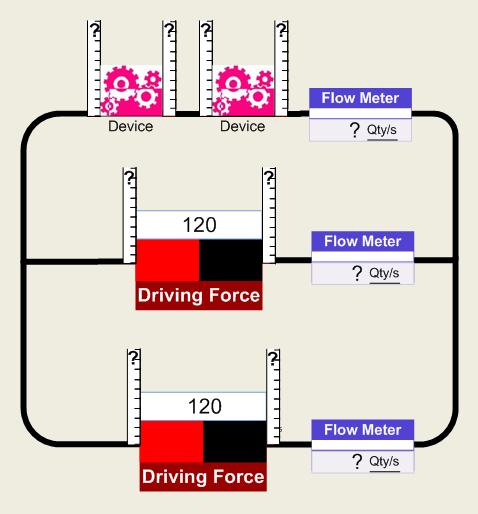 ? ? ? ?
Device Device
Flow Meter
? Qty/s
? ?
120
Driving Force
Flow Meter
? Qty/s
? ?
120
Driving Force
s
Flow Meter
? Qty/s